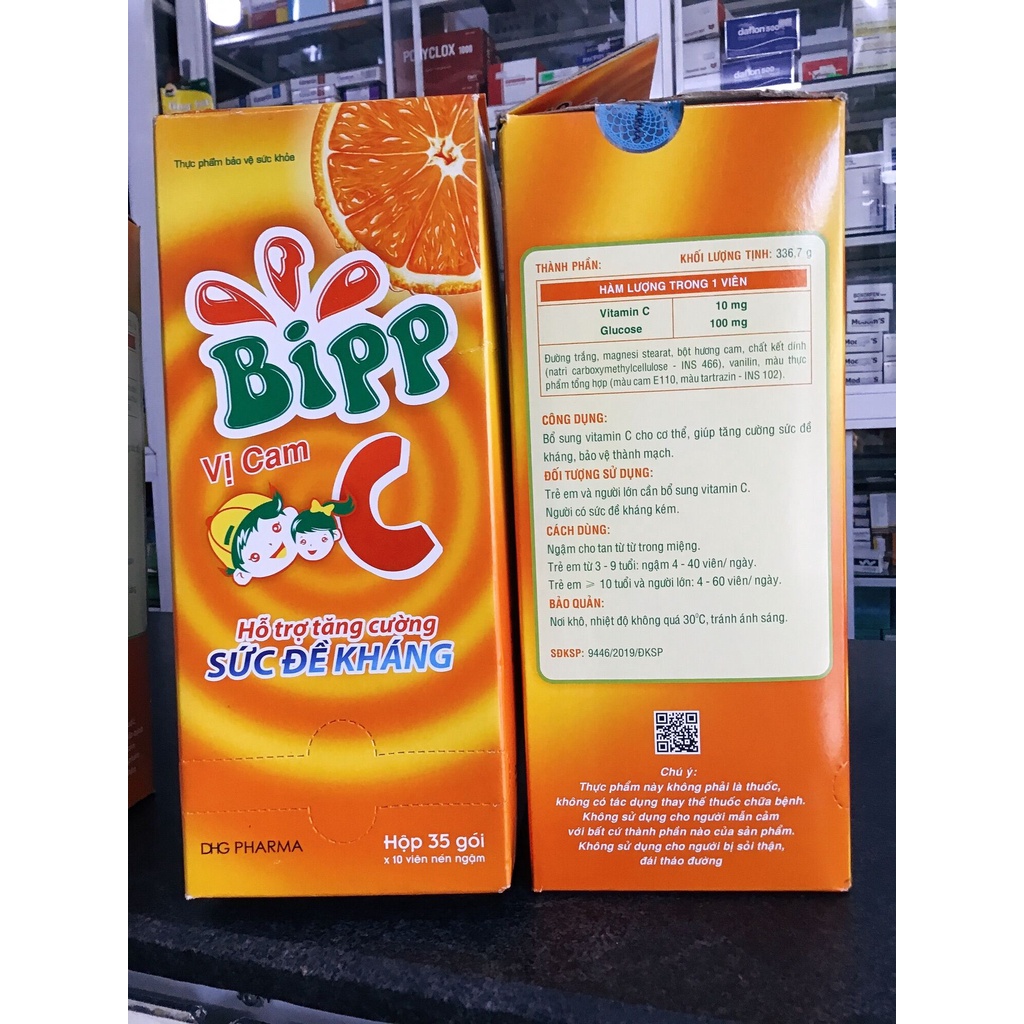 POLYCLOX 1000
daflon 500
daflon 500
Thực phẩm bảo vệ sức khỏe
Bipp
Vị Cam
C
Hỗ trợ tăng cường
SỨC ĐỀ KHÁNG
DHG PHARMA
Hộp 35 gói
x 10 viên nén ngậm
THÀNH PHẦN: KHỐI LƯỢNG TỊNH: 336.7 g
HÀM LƯỢNG TRONG 1 VIÊN
Vitamin C 10 mg
Glucose 100 mg
Đường trắng, magnesi stearat, bột hương cam, chất kết dính
(natri carboxymethylcellulose - INS 466), vanilin, màu thực
phẩm tổng hợp (màu cam E110, màu tartrazin - INS 102).
CÔNG DỤNG:
Bổ sung vitamin C cho cơ thể, giúp tăng cường sức đề
kháng, bảo vệ thành mạch.
ĐỐI TƯỢNG SỬ DỤNG:
Trẻ em và người lớn cần bổ sung vitamin C.
Người có sức đề kháng kém.
CÁCH DÙNG:
Ngậm cho tan từ từ trong miệng.
Trẻ em từ 3 - 9 tuổi: ngậm 4 - 40 viên/ ngày.
Trẻ em ⩾ 10 tuổi và người lớn: 4 - 60 viên/ ngày.
BẢO QUẢN:
Nơi khô, nhiệt độ không quá 30°C, tránh ánh sáng.
SĐKSP: 9446/2019/ĐKSP
Chú ý:
Thực phẩm này không phải là thuốc,
không có tác dụng thay thế thuốc chữa bệnh.
Không sử dụng cho người mẫn cảm
với bất cứ thành phần nào của sản phẩm.
Không sử dụng cho người bị sỏi thận,
đái tháo đường